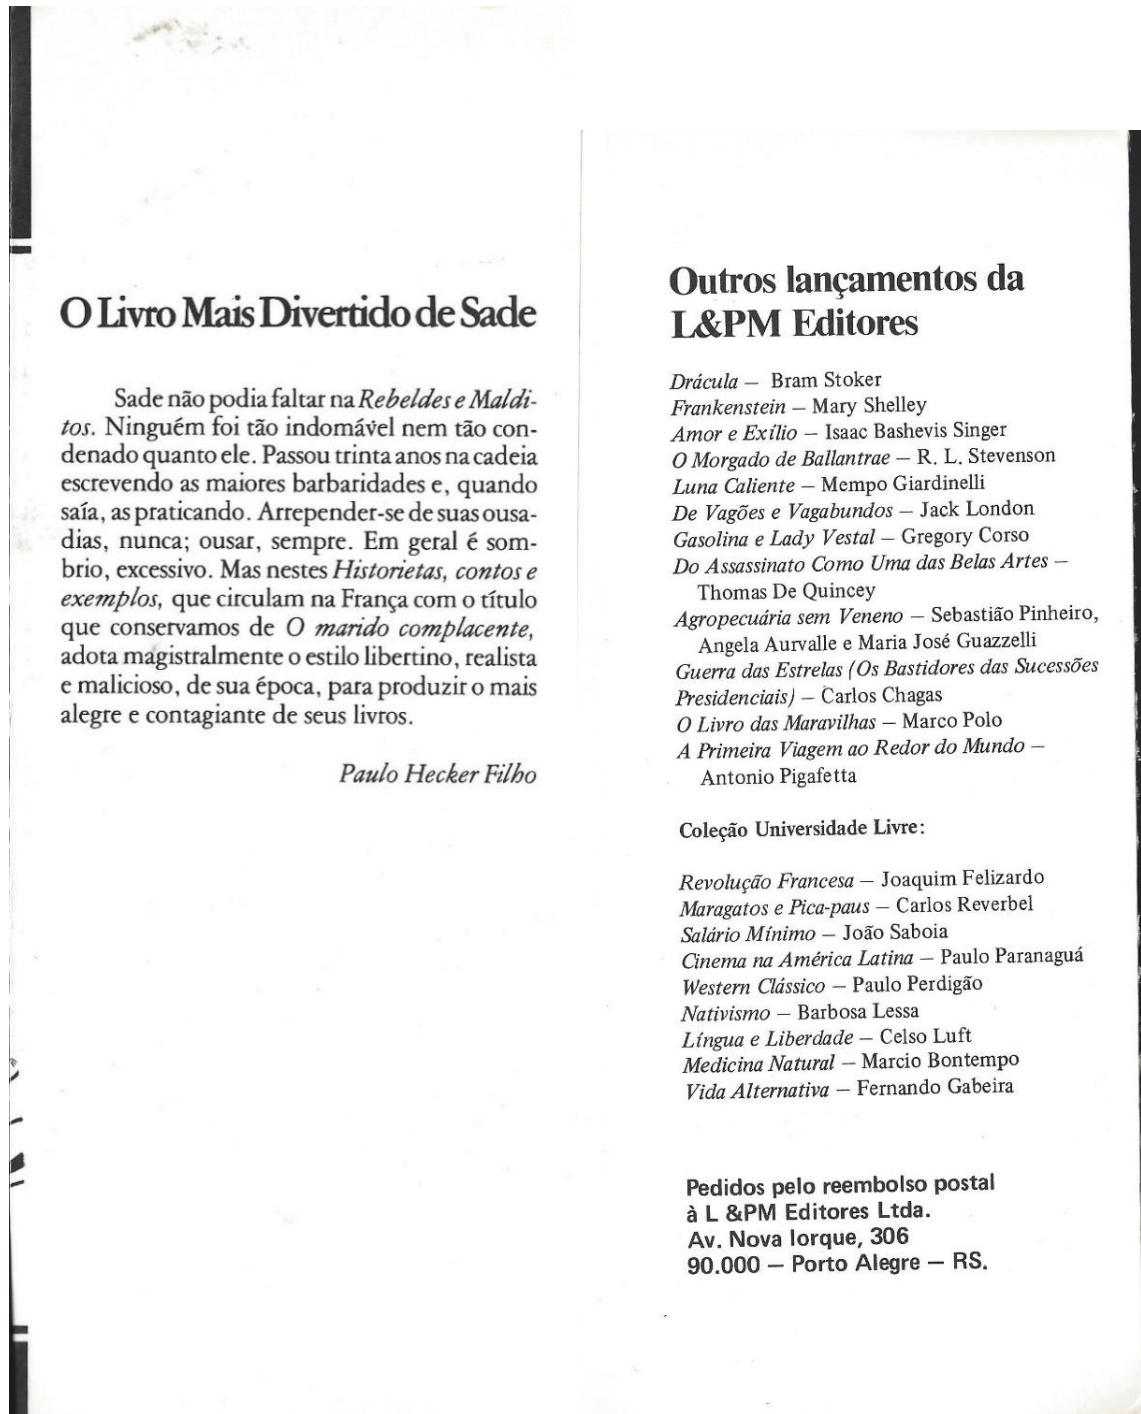 O Livro Mais Divertido de Sade
Sade não podia faltar na Rebeldes e Maldi-
tos. Ninguém foi tão indomável nem tão con-
denado quanto ele. Passou trinta anos na cadeia
escrevendo as maiores barbaridades e, quando
saía, as praticando. Arrepender-se de suas ousa-
dias, nunca; ousar, sempre. Em geral é som-
brio, excessivo. Mas nestes Historietas, contos e
exemplos, que circulam na França com o título
que conservamos de O marido complacente,
adota magistralmente o estilo libertino, realista
e malicioso, de sua época, para produzir o mais
alegre e contagiante de seus livros.
Paulo Hecker Filho
Outros lançamentos da
L&PM Editores
Drácula — Bram Stoker
Frankenstein — Mary Shelley
Amor e Exílio — Isaac Bashevis Singer
O Morgado de Ballantrae — R. L. Stevenson
Luna Caliente — Mempo Giardinelli
De Vagões e Vagabundos — Jack London
Gasolina e Lady Vestal — Gregory Corso
Do Assassinato Como Uma das Belas Artes —
Thomas De Quincey
Agropecuária sem Veneno — Sebastião Pinheiro,
Angela Aurvalle e Maria José Guazzelli
Guerra das Estrelas (Os Bastidores das Sucessões
Presidenciais) — Carlos Chagas
O Livro das Maravilhas — Marco Polo
A Primeira Viagem ao Redor do Mundo —
Antonio Pigafetta
Coleção Universidade Livre:
Revolução Francesa — Joaquim Felizardo
Maragatos e Pica-paus — Carlos Reverbel
Salário Mínimo — João Saboia
Cinema na América Latina — Paulo Paranaguá
Western Clássico — Paulo Perdigão
Nativismo — Barbosa Lessa
Língua e Liberdade — Celso Luft
Medicina Natural — Marcio Bontempo
Vida Alternativa — Fernando Gabeira
Pedidos pelo reembolso postal
à L &PM Editores Ltda.
Av. Nova Iorque, 306
90.000 — Porto Alegre — RS.